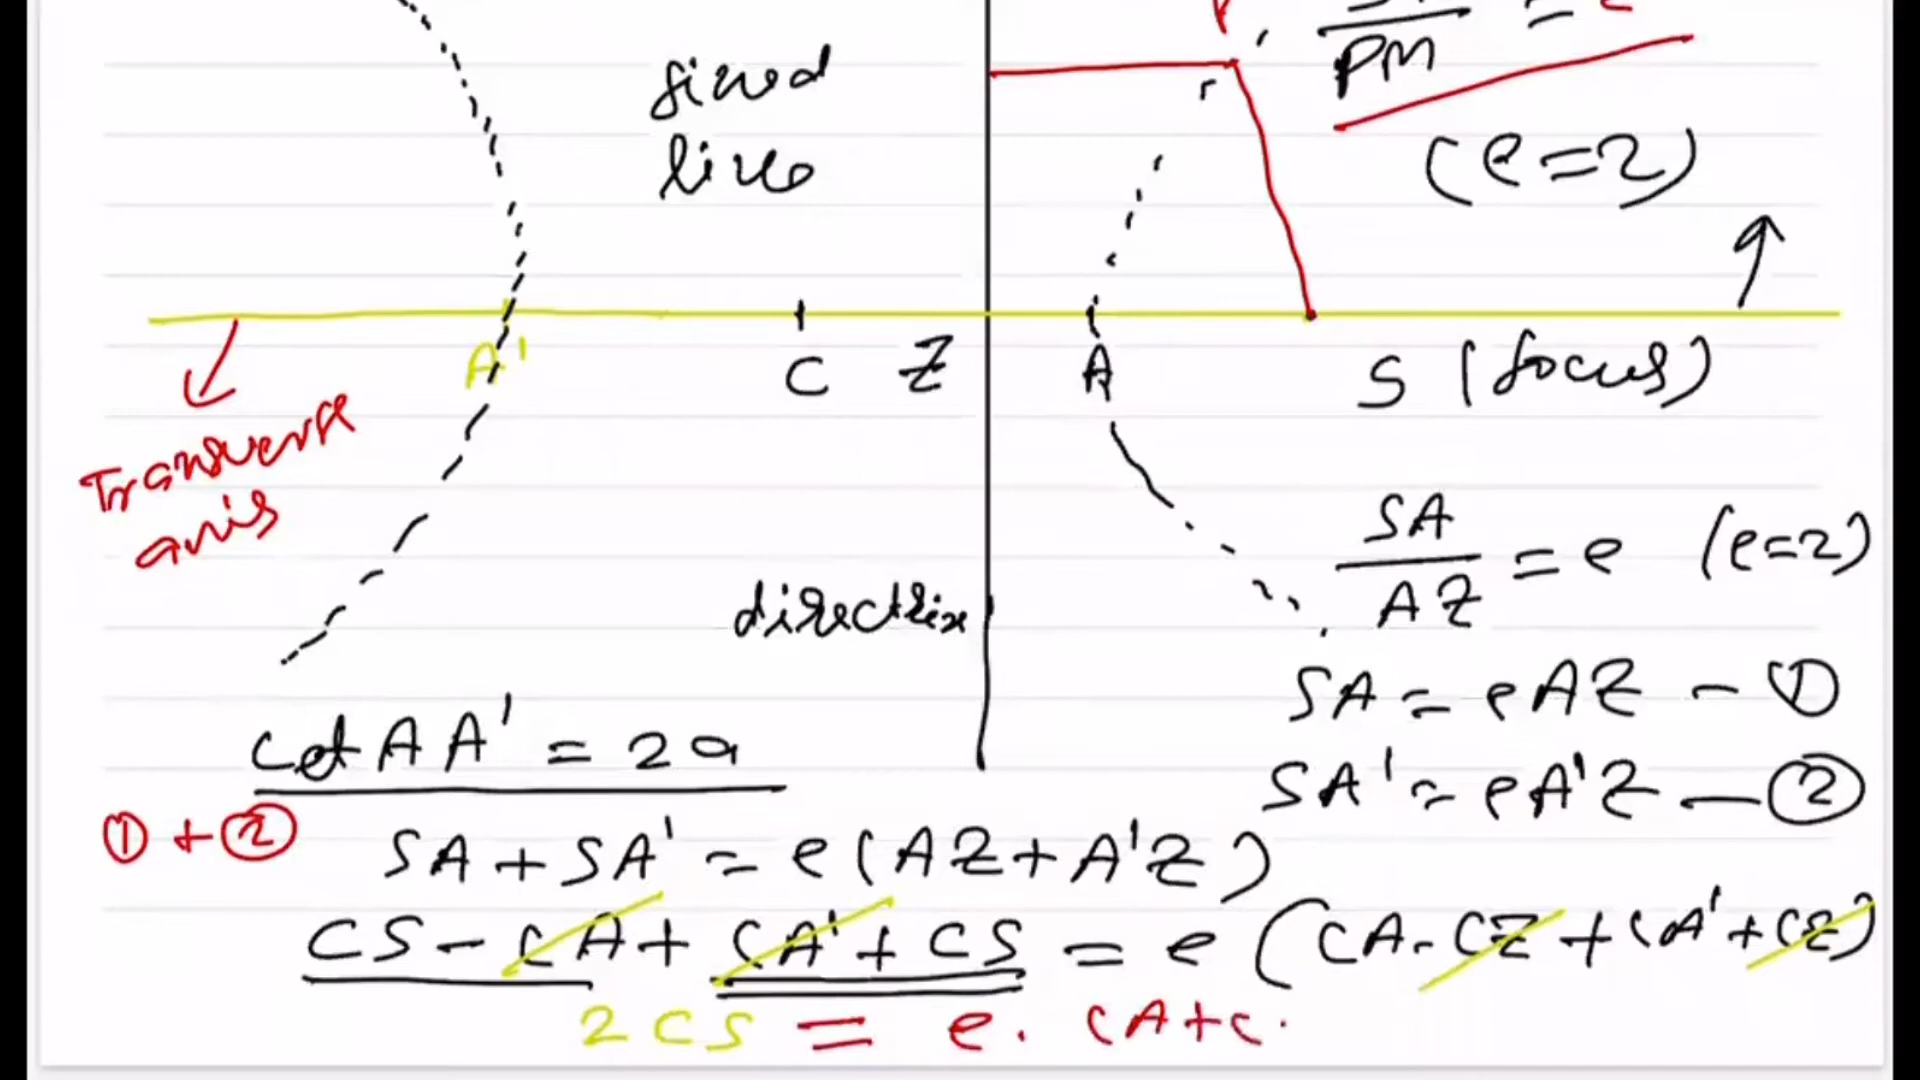 PM
fixed
line
(e=2)
A'
C
Z
A
S (focus)
Transverse
axis
SA/AZ = e (e=2)
directrix
SA = eAZ - ①
Let AA' = 2a
SA' = eA'Z — ②
① + ②
SA + SA' = e(AZ + A'Z)
CS - CA + CA' + CS = e (CA - CZ + CA' + CZ)
2CS = e. CA+C